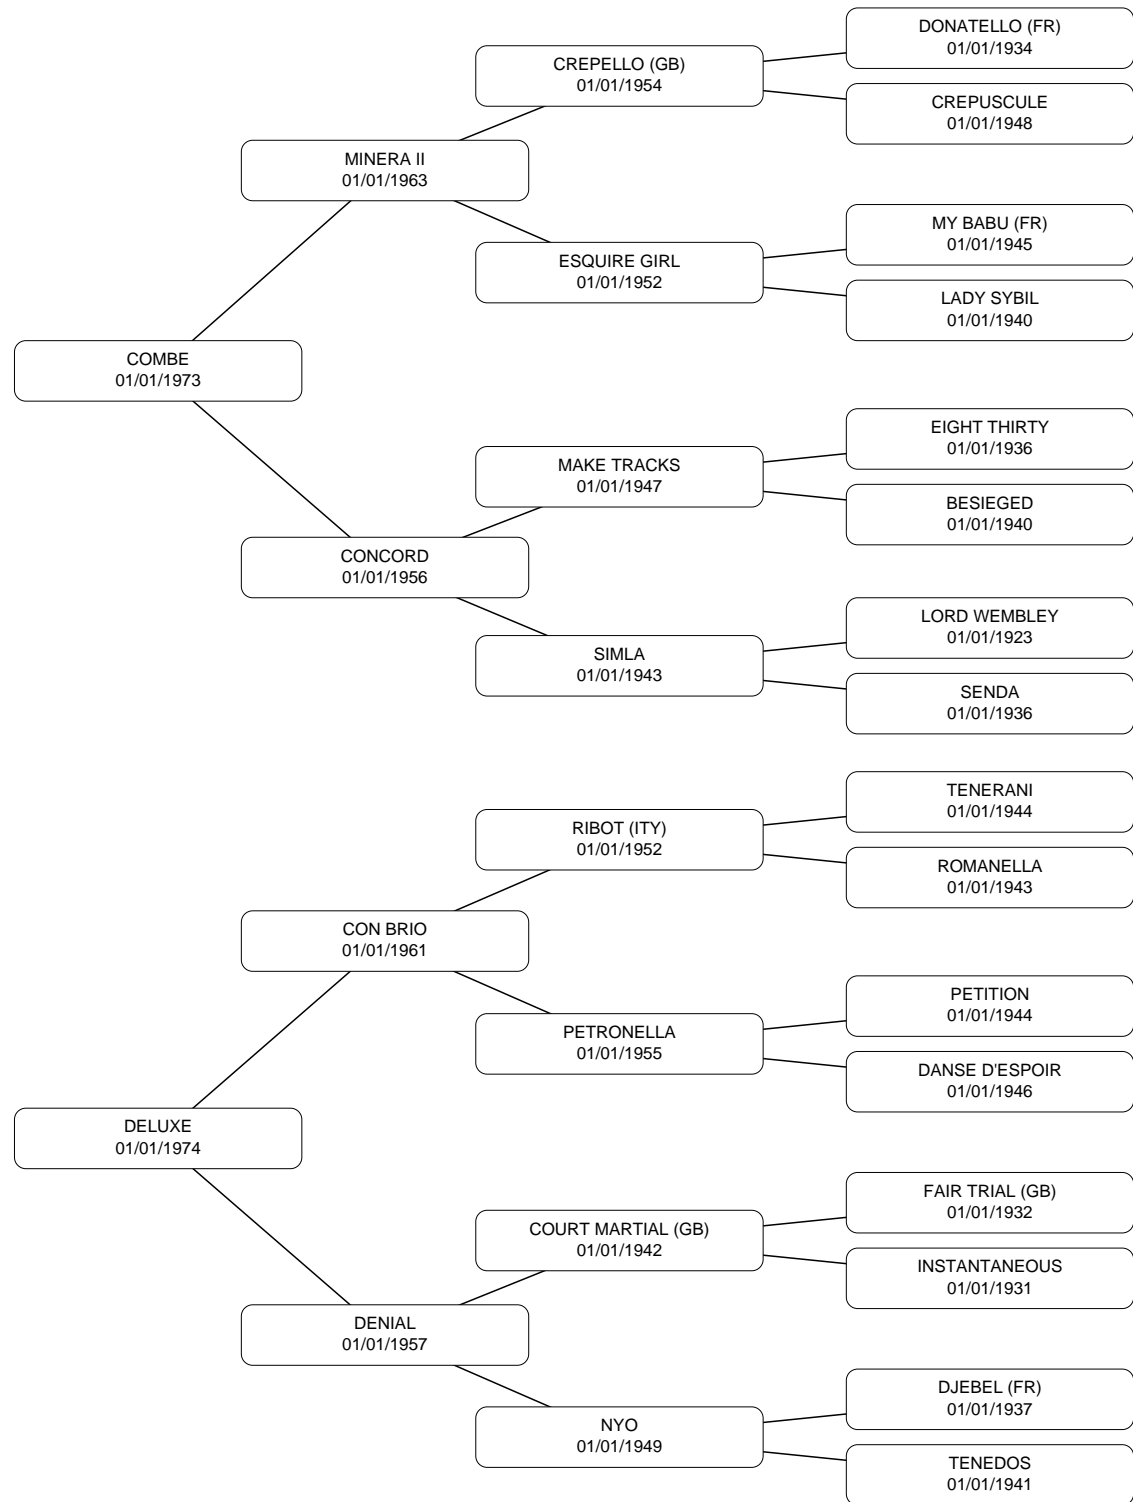 DONATELLO (FR)
01/01/1934
CREPELLO (GB)
01/01/1954
CREPUSCULE
01/01/1948
MINERA II
01/01/1963
MY BABU (FR)
01/01/1945
ESQUIRE GIRL
01/01/1952
LADY SYBIL
01/01/1940
COMBE
01/01/1973
EIGHT THIRTY
01/01/1936
MAKE TRACKS
01/01/1947
BESIEGED
01/01/1940
CONCORD
01/01/1956
LORD WEMBLEY
01/01/1923
SIMLA
01/01/1943
SENDA
01/01/1936
TENERANI
01/01/1944
RIBOT (ITY)
01/01/1952
ROMANELLA
01/01/1943
CON BRIO
01/01/1961
PETITION
01/01/1944
PETRONELLA
01/01/1955
DANSE D'ESPOIR
01/01/1946
DELUXE
01/01/1974
FAIR TRIAL (GB)
01/01/1932
COURT MARTIAL (GB)
01/01/1942
INSTANTANEOUS
01/01/1931
DENIAL
01/01/1957
DJEBEL (FR)
01/01/1937
NYO
01/01/1949
TENEDOS
01/01/1941